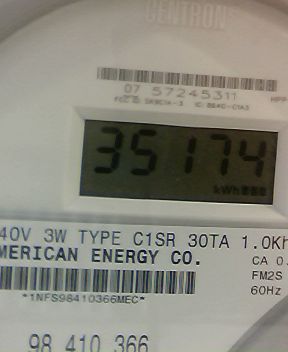 CENTRON
07 57245311
35174
kWh
40V 3W TYPE C1SR 30TA 1.0Kh
MERICAN ENERGY CO.
CA 0.
FM2S
60Hz
*1NFS98410366MEC*
98 410 366